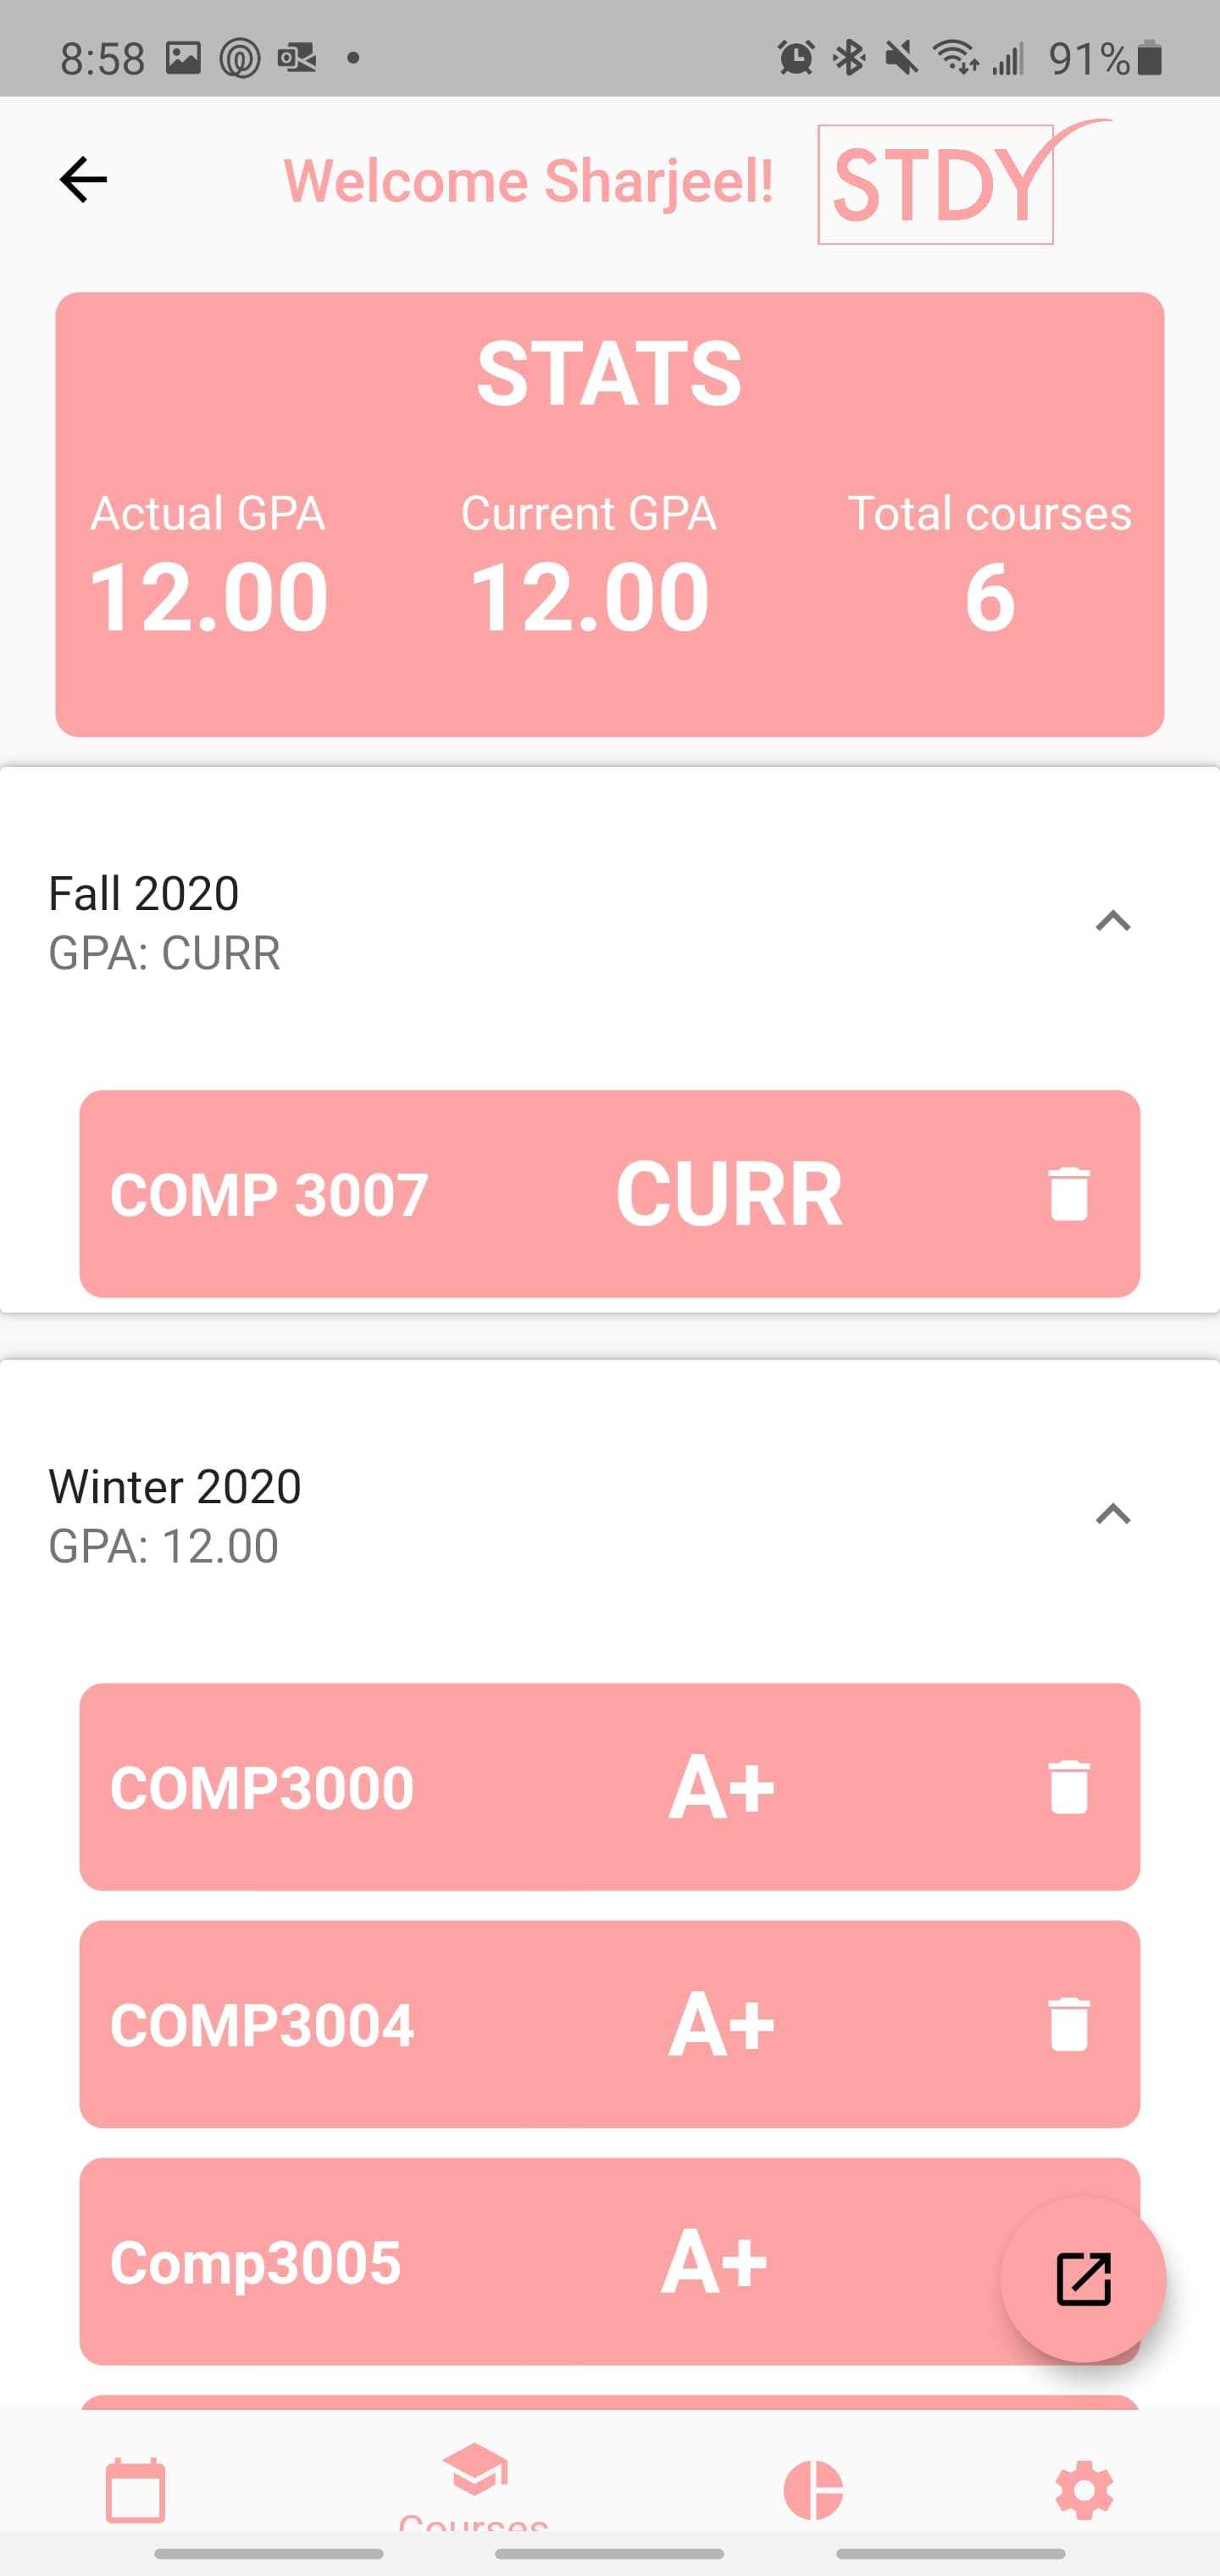 8:58 91%
Welcome Sharjeel! STDY
STATS
Actual GPA Current GPA Total courses
12.00 12.00 6
Fall 2020
GPA: CURR
COMP 3007 CURR
Winter 2020
GPA: 12.00
COMP3000 A+
COMP3004 A+
Comp3005 A+
Courses